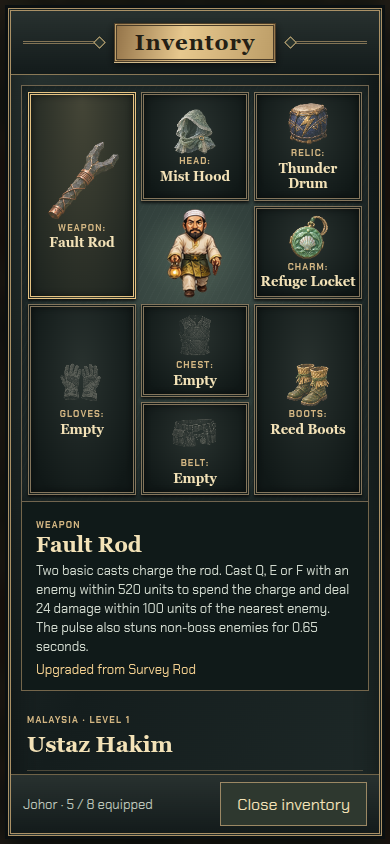 Inventory
WEAPON:
Fault Rod
HEAD:
Mist Hood
RELIC:
Thunder
Drum
CHARM:
Refuge Locket
GLOVES:
Empty
CHEST:
Empty
BELT:
Empty
BOOTS:
Reed Boots
WEAPON
Fault Rod
Two basic casts charge the rod. Cast Q, E or F with an
enemy within 520 units to spend the charge and deal
24 damage within 100 units of the nearest enemy.
The pulse also stuns non-boss enemies for 0.65
seconds.
Upgraded from Survey Rod
MALAYSIA · LEVEL 1
Ustaz Hakim
Johor · 5 / 8 equipped
Close inventory